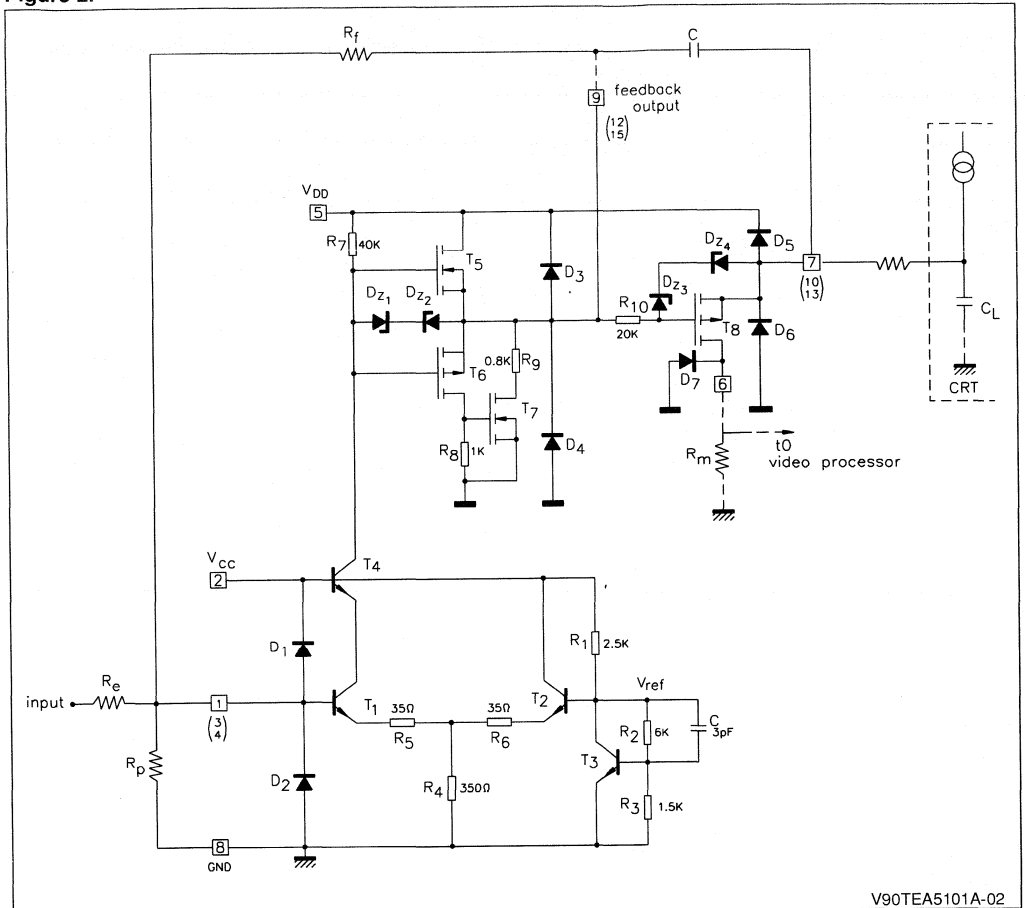 Figure 2:
Rf
C
9
feedback
output
(12
15)
VDD
5
R7
40K
T5
Dz1
Dz2
T6
D3
0.8K
R9
T7
R8
1K
D4
R10
20K
Dz4
Dz3
D5
7
(10
13)
T8
D6
D7
6
Rm
t0
video processor
CL
CRT
VCC
2
T4
D1
R1
2.5K
input
Re
1
(3
4)
T1
35Ω
R5
35Ω
R6
T2
Vref
R2
6K
C
3pF
T3
Rp
D2
R4
350Ω
R3
1.5K
8
GND
V90TEA5101A-02